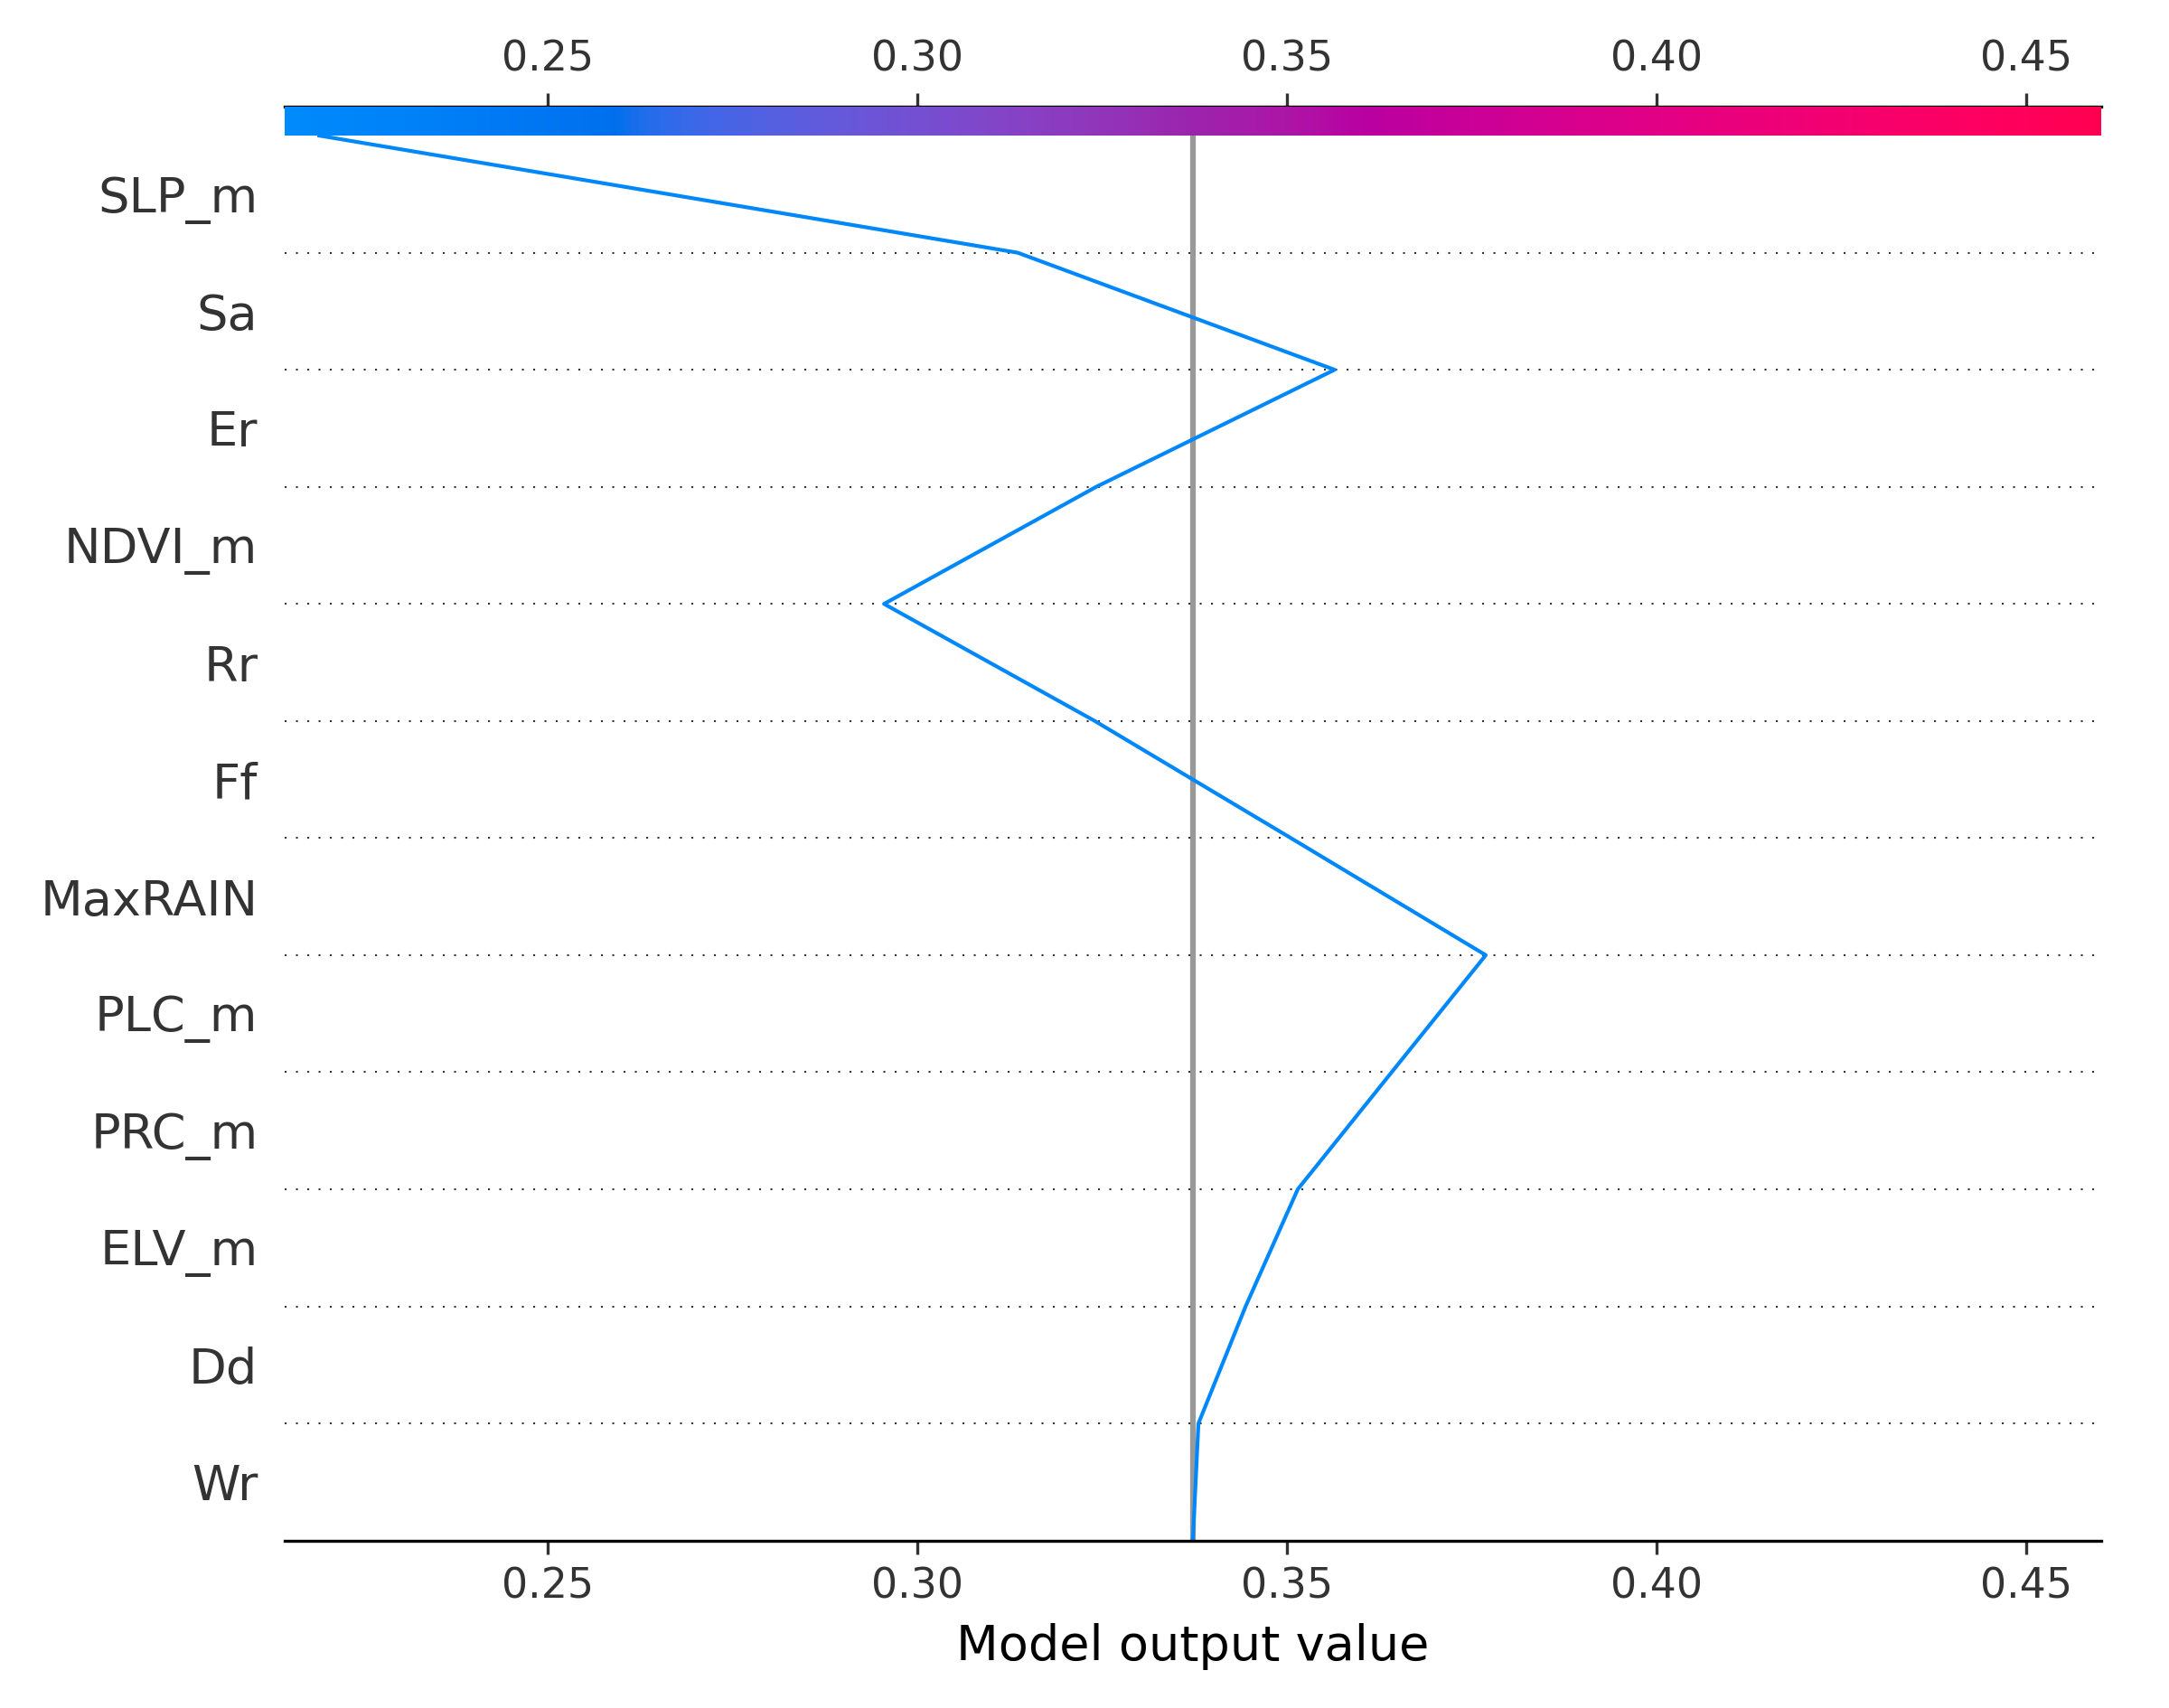 0.25 0.30 0.35 0.40 0.45
SLP_m
Sa
Er
NDVI_m
Rr
Ff
MaxRAIN
PLC_m
PRC_m
ELV_m
Dd
Wr
0.25 0.30 0.35 0.40 0.45
Model output value